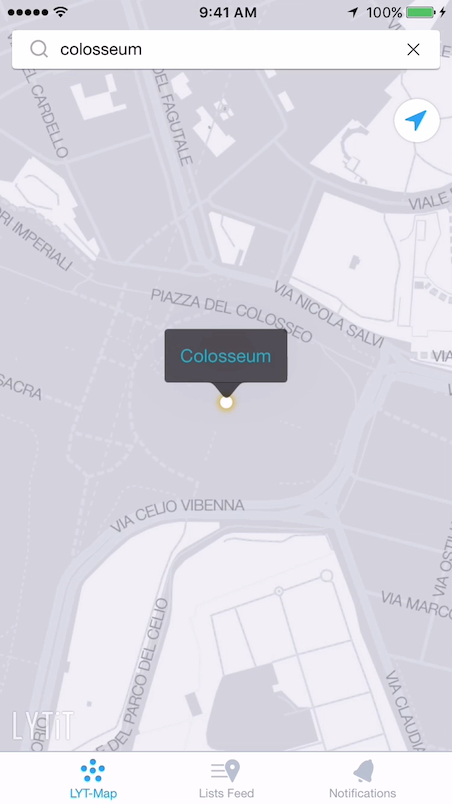 9:41 AM
100%
colosseum
DEL CARDELLO
DEL FAGUTALE
VIALE
ORI IMPERIALI
PIAZZA DEL COLOSSEO
VIA NICOLA SALVI
VIA
Colosseum
SACRA
VIA CELIO VIBENNA
VIA OSTI
VIA MARCO
DEL PARCO DEL CELIO
VIA CLAUDIA
LYTiT
LYT-Map
Lists Feed
Notifications